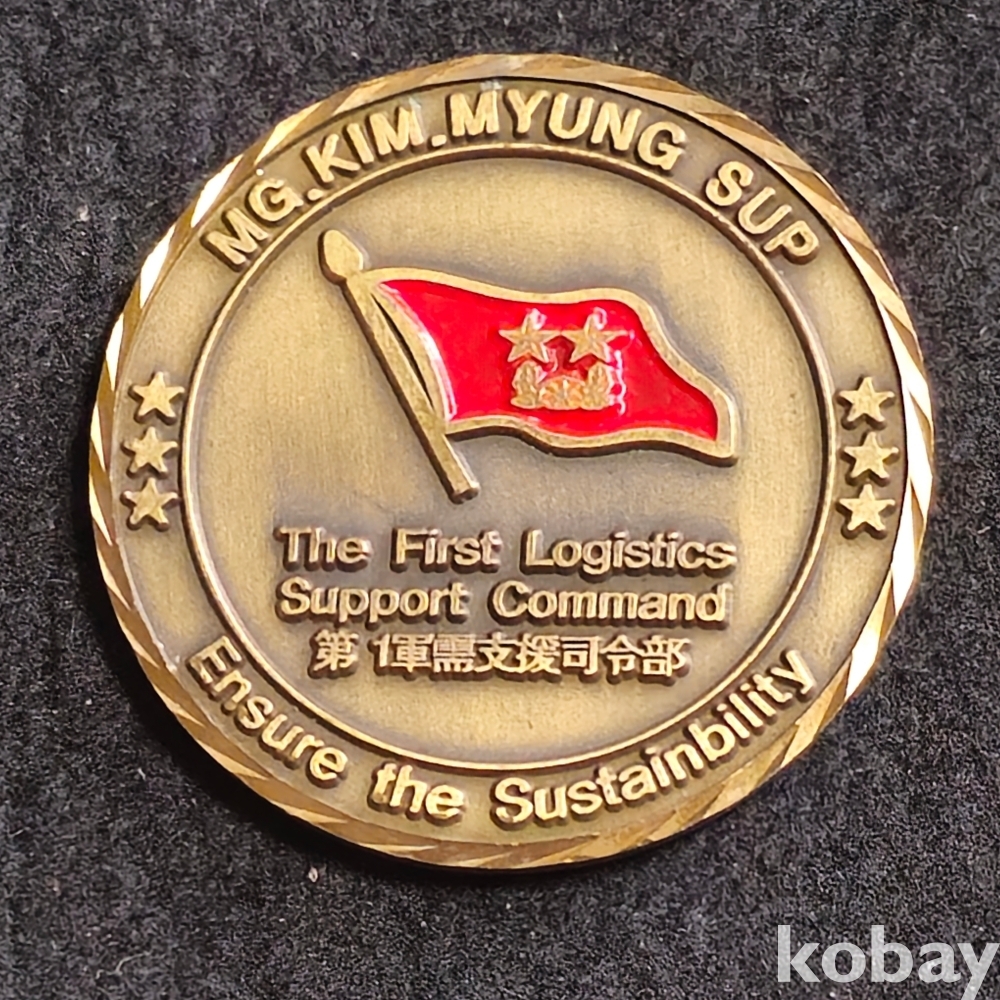 MG.KIM.MYUNG SUP
The First Logistics
Support Command
第1軍需支援司令部
Ensure the Sustainbility
kobay